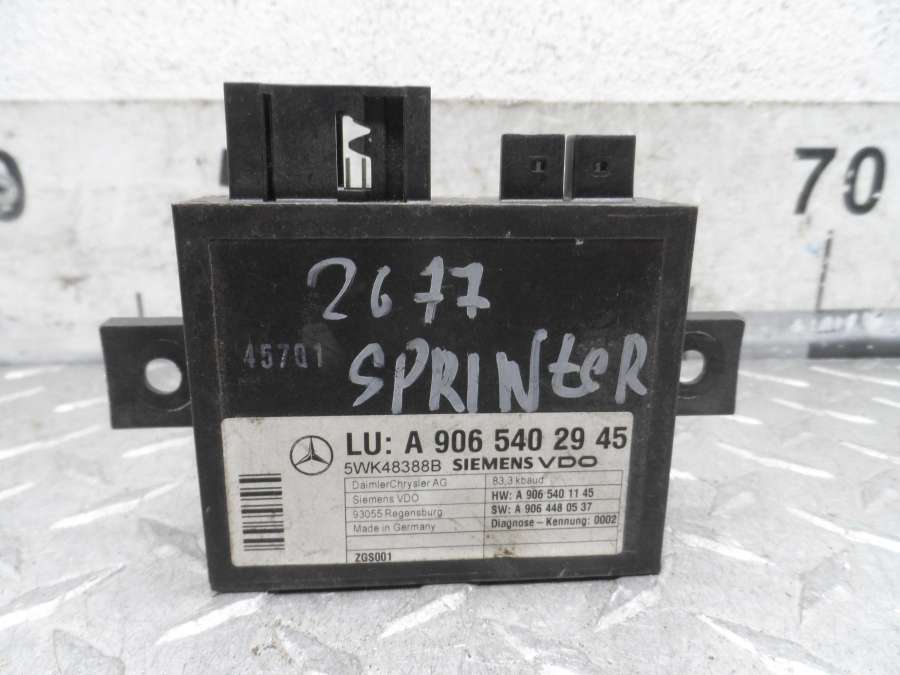 70
2677
45701
SPRINtER
LU: A 906 540 29 45
5WK48388B SIEMENS VDO
DaimlerChrysler AG
Siemens VDO
93055 Regensburg
Made in Germany
ZGS001
83,3 kbaud
HW: A 906 540 11 45
SW: A 906 448 05 37
Diagnose - Kennung: 0002